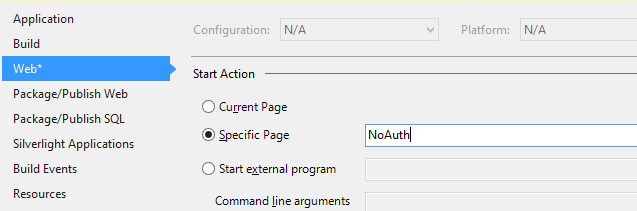 Application
Build
Web*
Package/Publish Web
Package/Publish SQL
Silverlight Applications
Build Events
Resources
Configuration: N/A Platform: N/A
Start Action
Current Page
Specific Page NoAuth
Start external program
Command line arguments